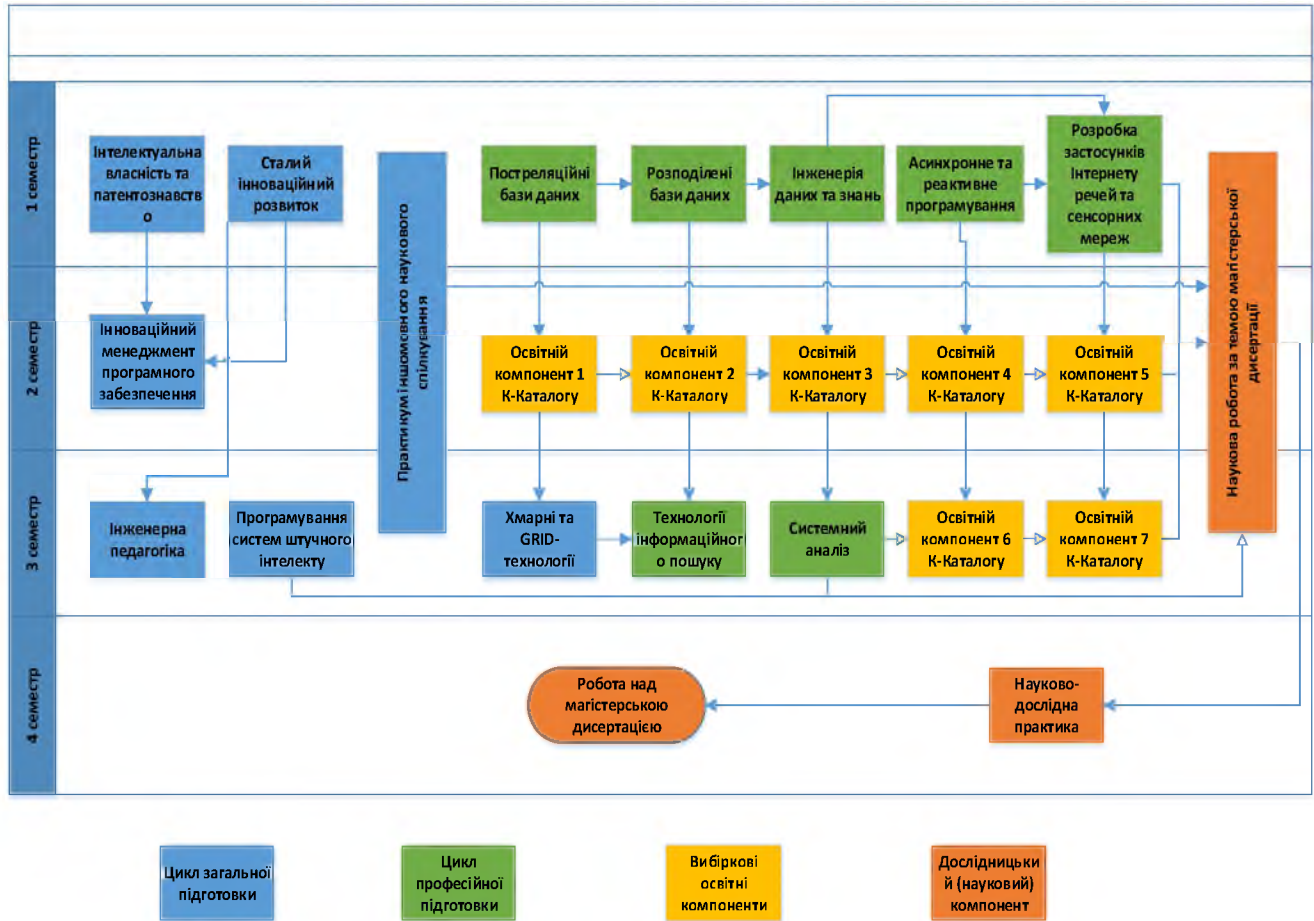 1 семестр
Інтелектуальна
власність та
патентознавств
о
Сталий
інноваційний
розвиток
Практикум іншомовного наукового
спілкування
Постреляційні
бази даних
Розподілені
бази даних
Інженерія
даних та знань
Асинхронне та
реактивне
програмування
Розробка
застосунків
Інтернету
речей та
сенсорних
мереж
Наукова робота за темою магістерської
дисертації
2 семестр
Інноваційний
менеджмент
програмного
забезпечення
Освітній
компонент 1
К-Каталогу
Освітній
компонент 2
К-Каталогу
Освітній
компонент 3
К-Каталогу
Освітній
компонент 4
К-Каталогу
Освітній
компонент 5
К-Каталогу
3 семестр
Інженерна
педагогіка
Програмування
систем штучного
інтелекту
Хмарні та
GRID-
технології
Технології
інформаційног
о пошуку
Системний
аналіз
Освітній
компонент 6
К-Каталогу
Освітній
компонент 7
К-Каталогу
4 семестр
Робота над
магістерською
дисертацією
Науково-
дослідна
практика
Цикл загальної
підготовки
Цикл
професійної
підготовки
Вибіркові
освітні
компоненти
Дослідницьки
й (науковий)
компонент